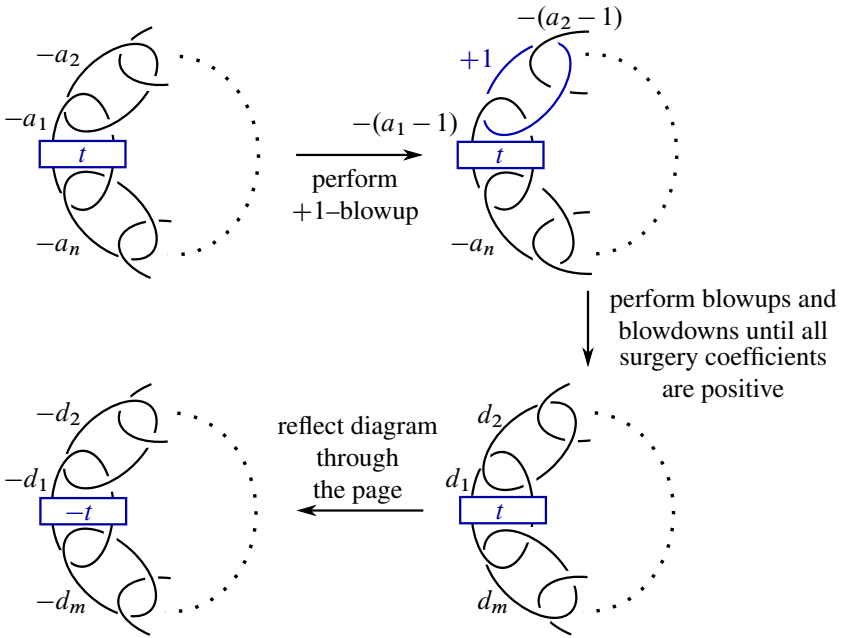 −(a₂ − 1)
−a₂
+1
−a₁
−(a₁ − 1)
t
t
perform
+1–blowup
−aₙ
−aₙ
perform blowups and
blowdowns until all
surgery coefficients
are positive
−d₂
reflect diagram
through
the page
d₂
−d₁
d₁
−t
t
−dₘ
dₘ